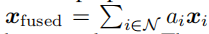 𝒙_fused = ∑_{i∈𝒩} a_i 𝒙_i